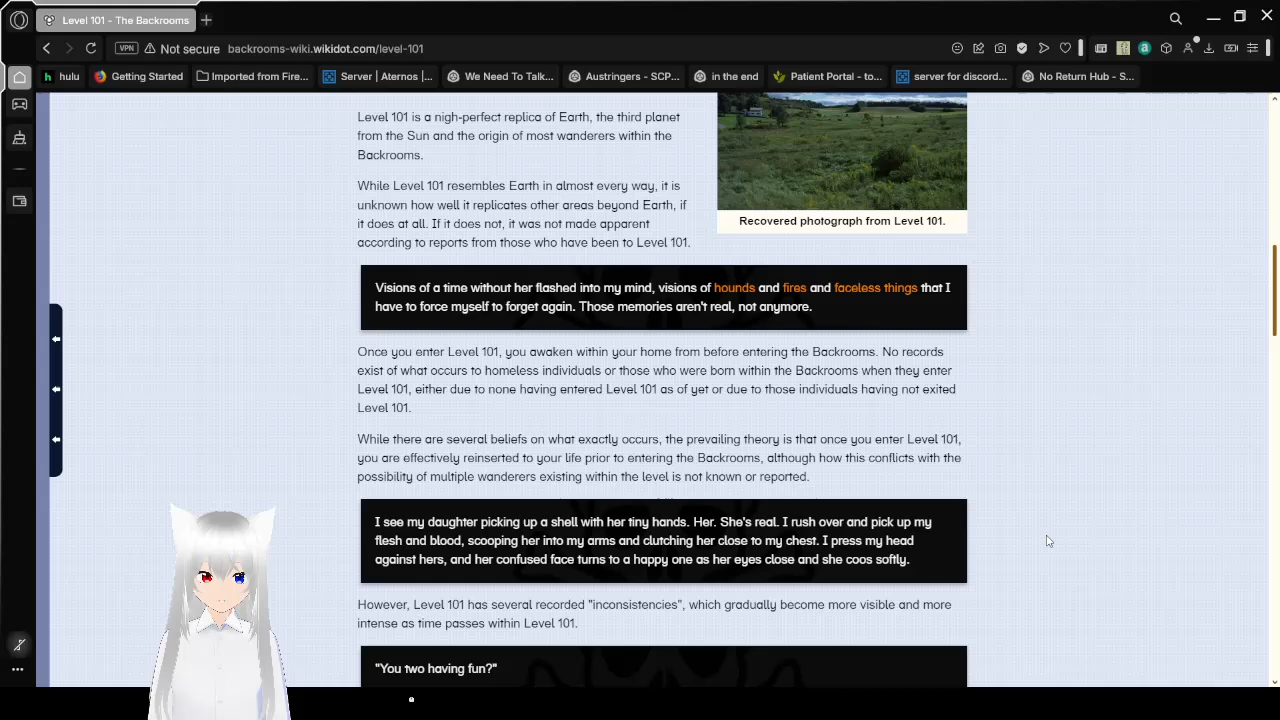 Level 101 - The Backrooms
VPN Not secure backrooms-wiki.wikidot.com/level-101
hulu Getting Started Imported from Fire... Server | Aternos |... We Need To Talk... Austringers - SCP... in the end Patient Portal - to... server for discord... No Return Hub - S...
Level 101 is a nigh-perfect replica of Earth, the third planet
from the Sun and the origin of most wanderers within the
Backrooms.
While Level 101 resembles Earth in almost every way, it is
unknown how well it replicates other areas beyond Earth, if
it does at all. If it does not, it was not made apparent
according to reports from those who have been to Level 101.
Recovered photograph from Level 101.
Visions of a time without her flashed into my mind, visions of hounds and fires and faceless things that I
have to force myself to forget again. Those memories aren't real, not anymore.
Once you enter Level 101, you awaken within your home from before entering the Backrooms. No records
exist of what occurs to homeless individuals or those who were born within the Backrooms when they enter
Level 101, either due to none having entered Level 101 as of yet or due to those individuals having not exited
Level 101.
While there are several beliefs on what exactly occurs, the prevailing theory is that once you enter Level 101,
you are effectively reinserted to your life prior to entering the Backrooms, although how this conflicts with the
possibility of multiple wanderers existing within the level is not known or reported.
I see my daughter picking up a shell with her tiny hands. Her. She's real. I rush over and pick up my
flesh and blood, scooping her into my arms and clutching her close to my chest. I press my head
against hers, and her confused face turns to a happy one as her eyes close and she coos softly.
However, Level 101 has several recorded "inconsistencies", which gradually become more visible and more
intense as time passes within Level 101.
"You two having fun?"